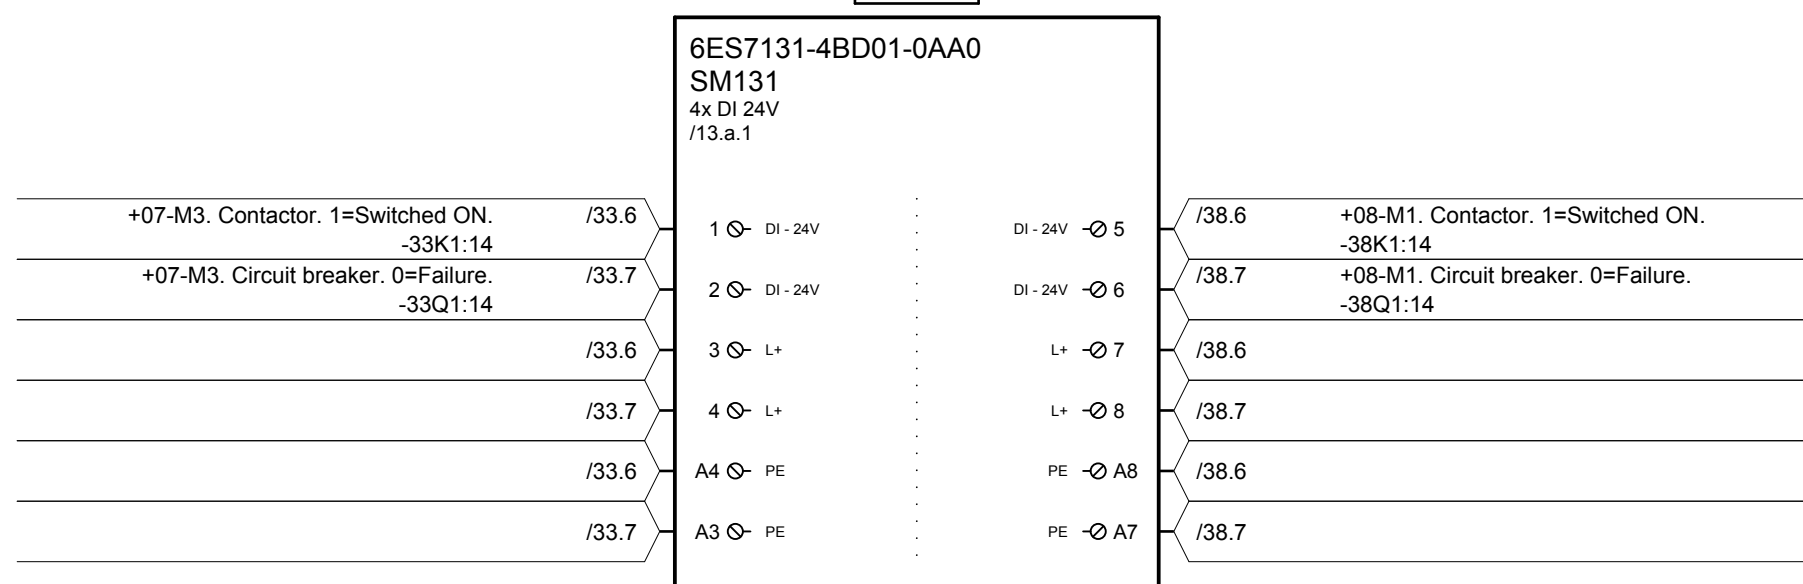 6ES7131-4BD01-0AA0
SM131
4x DI 24V
/13.a.1
+07-M3. Contactor. 1=Switched ON. /33.6 1 DI - 24V DI - 24V 5 /38.6 +08-M1. Contactor. 1=Switched ON.
-33K1:14 -38K1:14
+07-M3. Circuit breaker. 0=Failure. /33.7 2 DI - 24V DI - 24V 6 /38.7 +08-M1. Circuit breaker. 0=Failure.
-33Q1:14 -38Q1:14
/33.6 3 L+ L+ 7 /38.6
/33.7 4 L+ L+ 8 /38.7
/33.6 A4 PE PE A8 /38.6
/33.7 A3 PE PE A7 /38.7